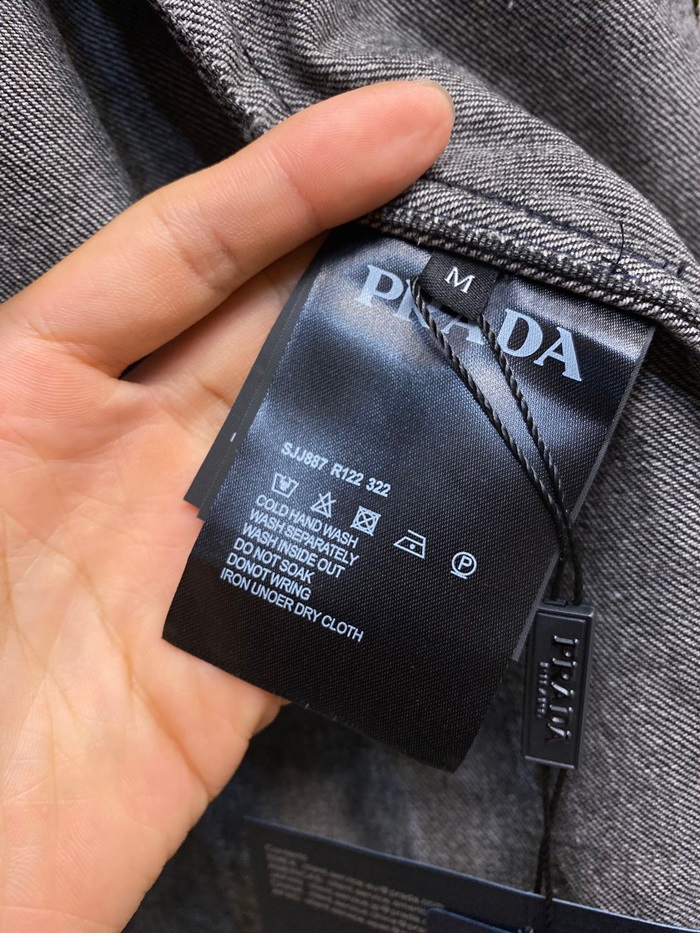 M
PRADA
SJJ887 R122 322
P
COLD HAND WASH
WASH SEPARATELY
WASH INSIDE OUT
DO NOT SOAK
DONOT WRING
IRON UNOER DRY CLOTH
PRADA